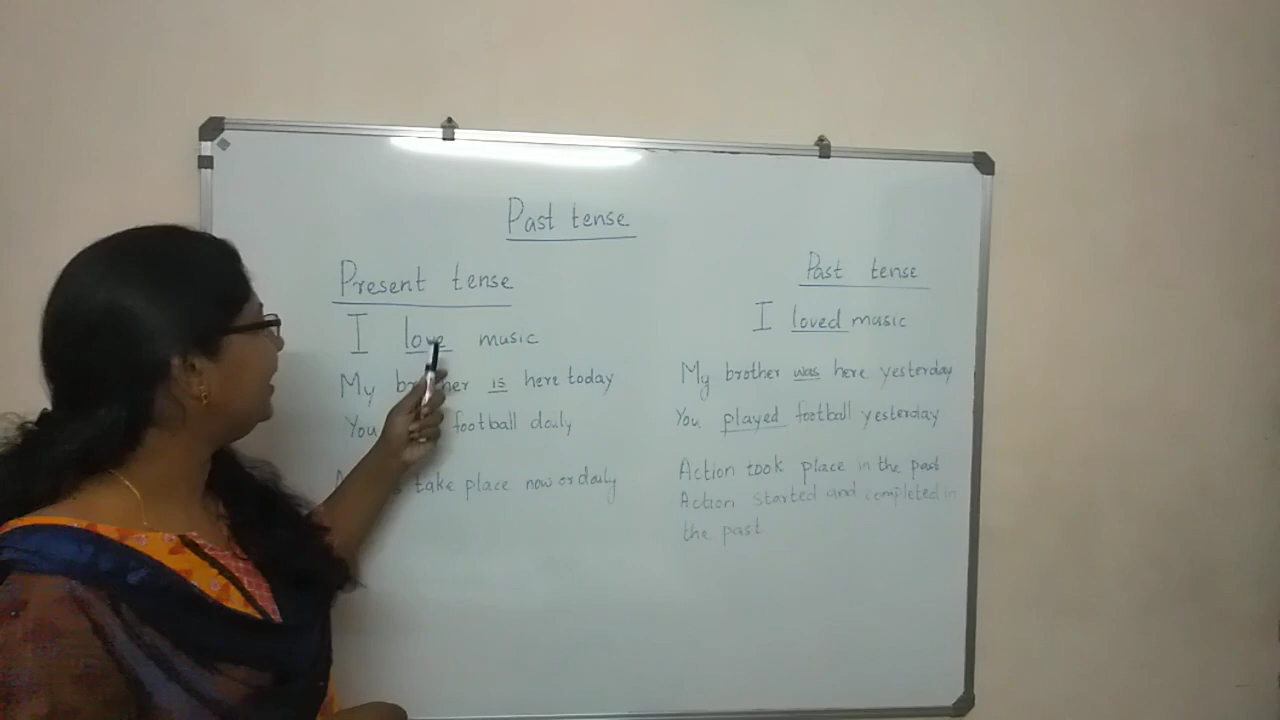 Past tense
Present tense
I love music
My brother is here today
You football daily
take place now or daily
Past tense
I loved music
My brother was here yesterday
You played football yesterday
Action took place in the past
Action started and completed in
the past